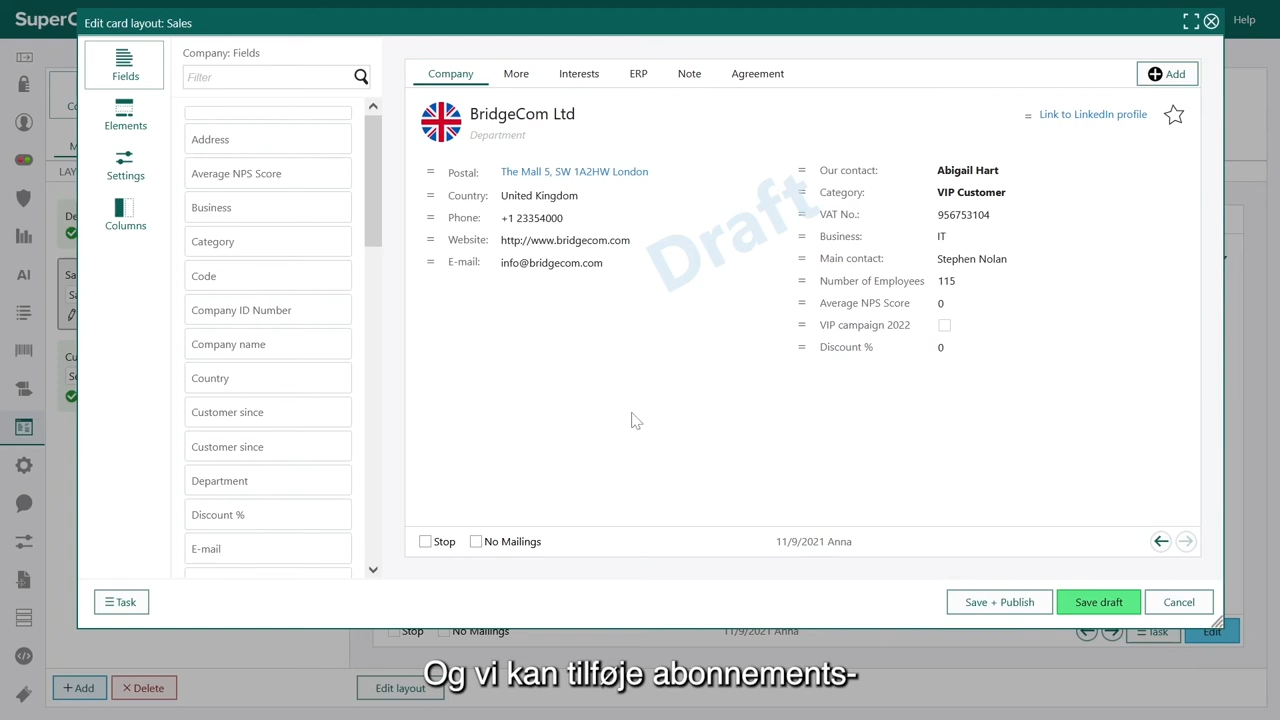 SuperC
Edit card layout: Sales
Help
Fields
Elements
Settings
Columns
Company: Fields
Filter
Address
Average NPS Score
Business
Category
Code
Company ID Number
Company name
Country
Customer since
Customer since
Department
Discount %
E-mail
Company
More
Interests
ERP
Note
Agreement
Add
BridgeCom Ltd
Department
Link to LinkedIn profile
Postal: The Mall 5, SW 1A2HW London
Country: United Kingdom
Phone: +1 23354000
Website: http://www.bridgecom.com
E-mail: info@bridgecom.com
Our contact: Abigail Hart
Category: VIP Customer
VAT No.: 956753104
Business: IT
Main contact: Stephen Nolan
Number of Employees 115
Average NPS Score 0
VIP campaign 2022
Discount % 0
Draft
Stop
No Mailings
11/9/2021 Anna
Task
Save + Publish
Save draft
Cancel
AI
Stop
No Mailings
11/9/2021 Anna
Task
Edit
+ Add
Delete
Edit layout
Og vi kan tilføje abonnements-